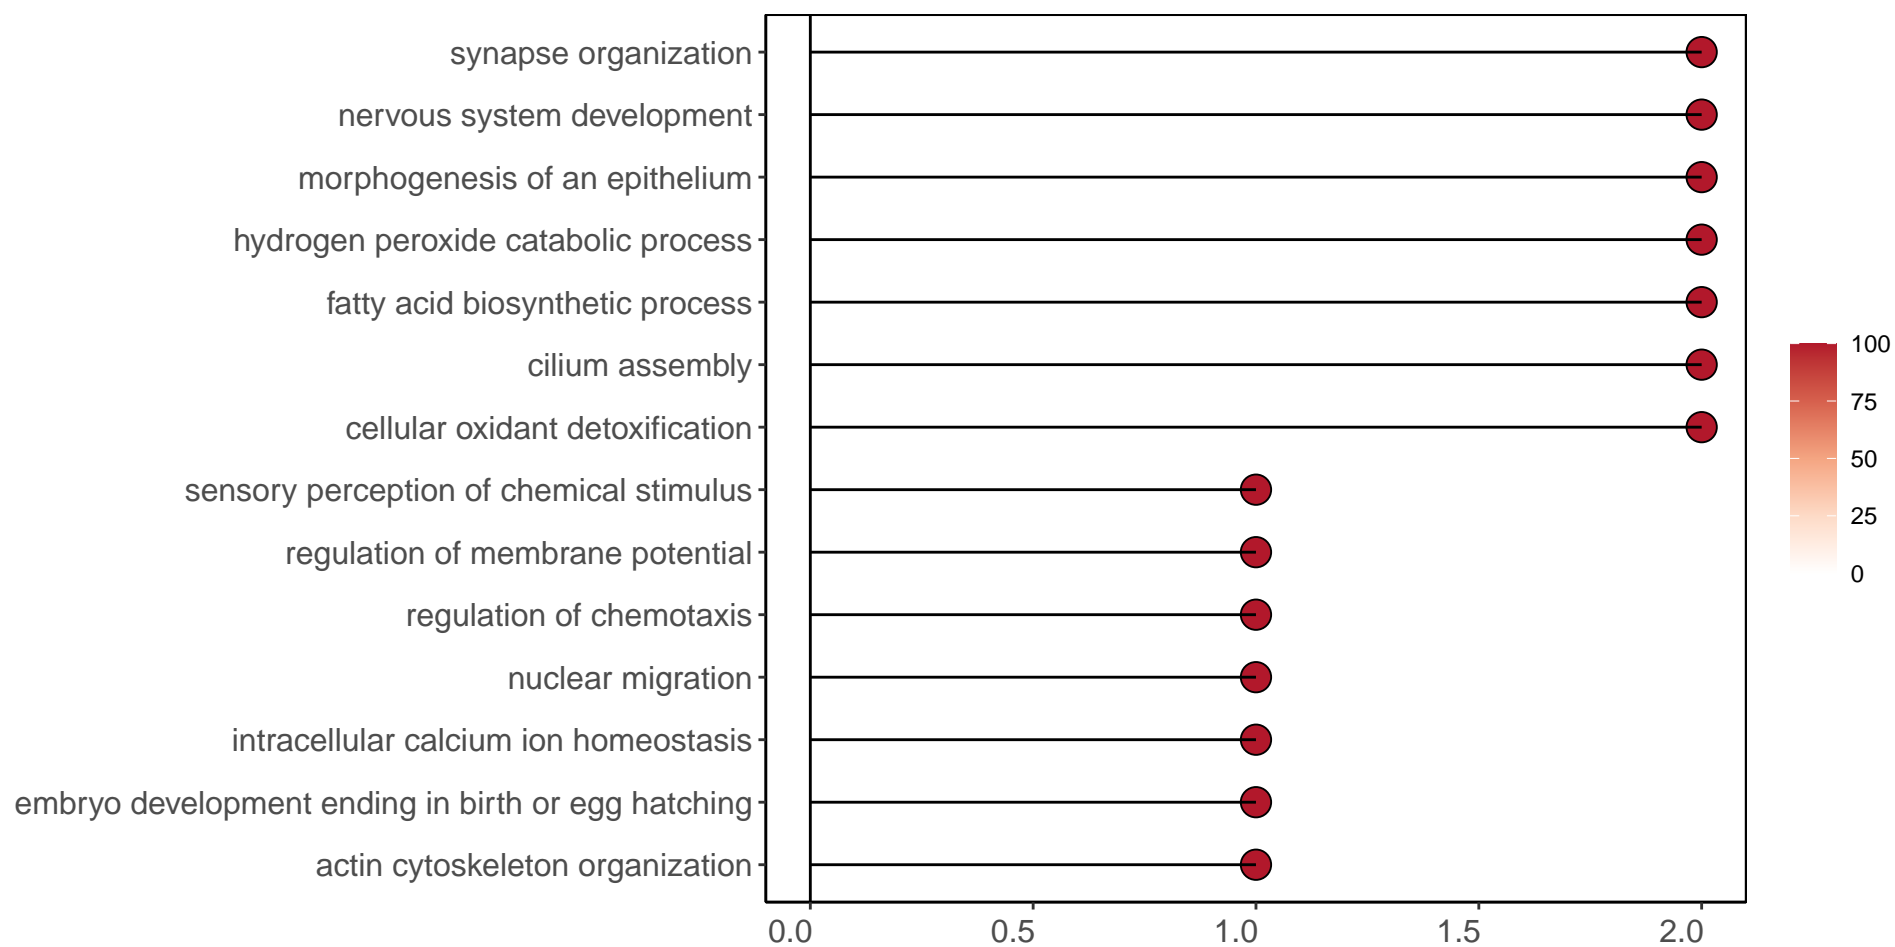 synapse organization
nervous system development
morphogenesis of an epithelium
hydrogen peroxide catabolic process
fatty acid biosynthetic process
cilium assembly
cellular oxidant detoxification
sensory perception of chemical stimulus
regulation of membrane potential
regulation of chemotaxis
nuclear migration
intracellular calcium ion homeostasis
embryo development ending in birth or egg hatching
actin cytoskeleton organization
0.0 0.5 1.0 1.5 2.0
100
75
50
25
0